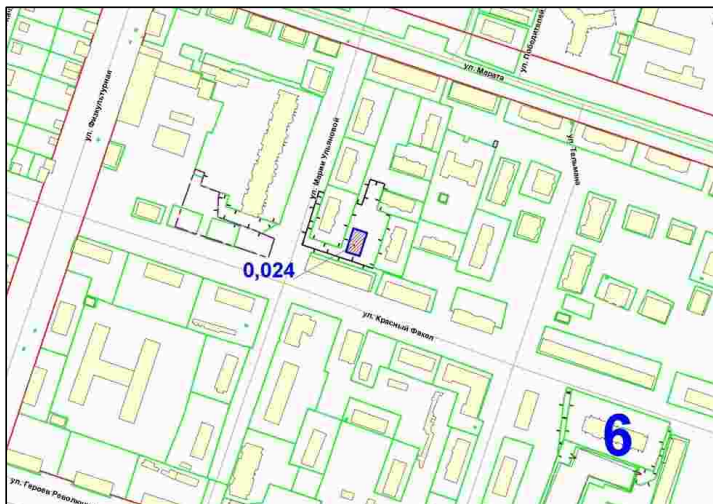 ул. Победителей
ул. Марата
ул. Физкультурная
ул. Марии Ульяновой
ул. Тельмана
0,024
ул. Красный Факел
6
ул. Героев Революции